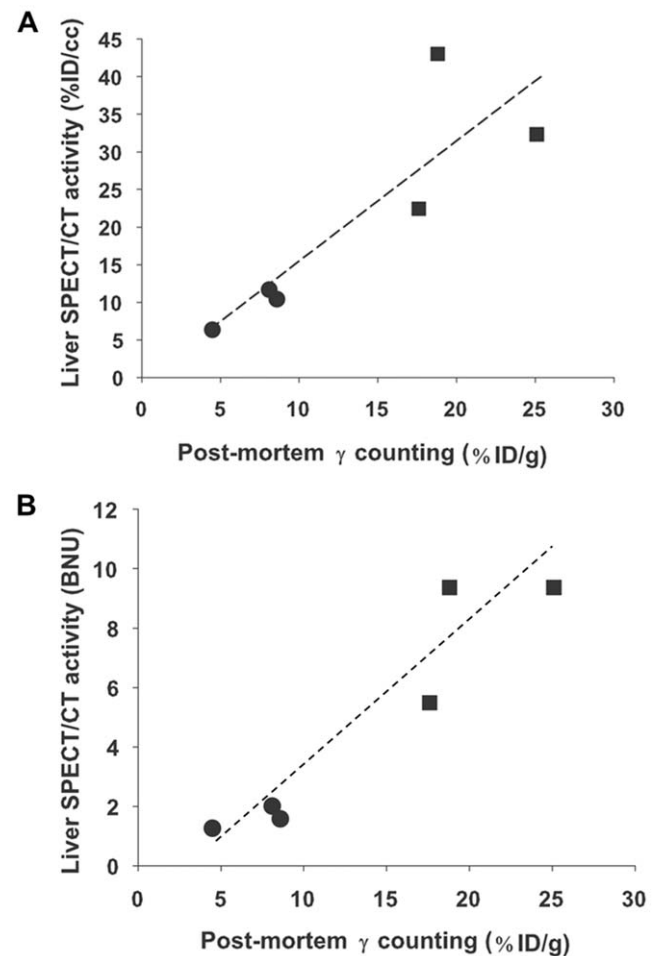 A
Liver SPECT/CT activity (%ID/cc)
45
40
35
30
25
20
15
10
5
0
0 5 10 15 20 25 30
Post-mortem γ counting (%ID/g)
B
Liver SPECT/CT activity (BNU)
12
10
8
6
4
2
0
0 5 10 15 20 25 30
Post-mortem γ counting (%ID/g)